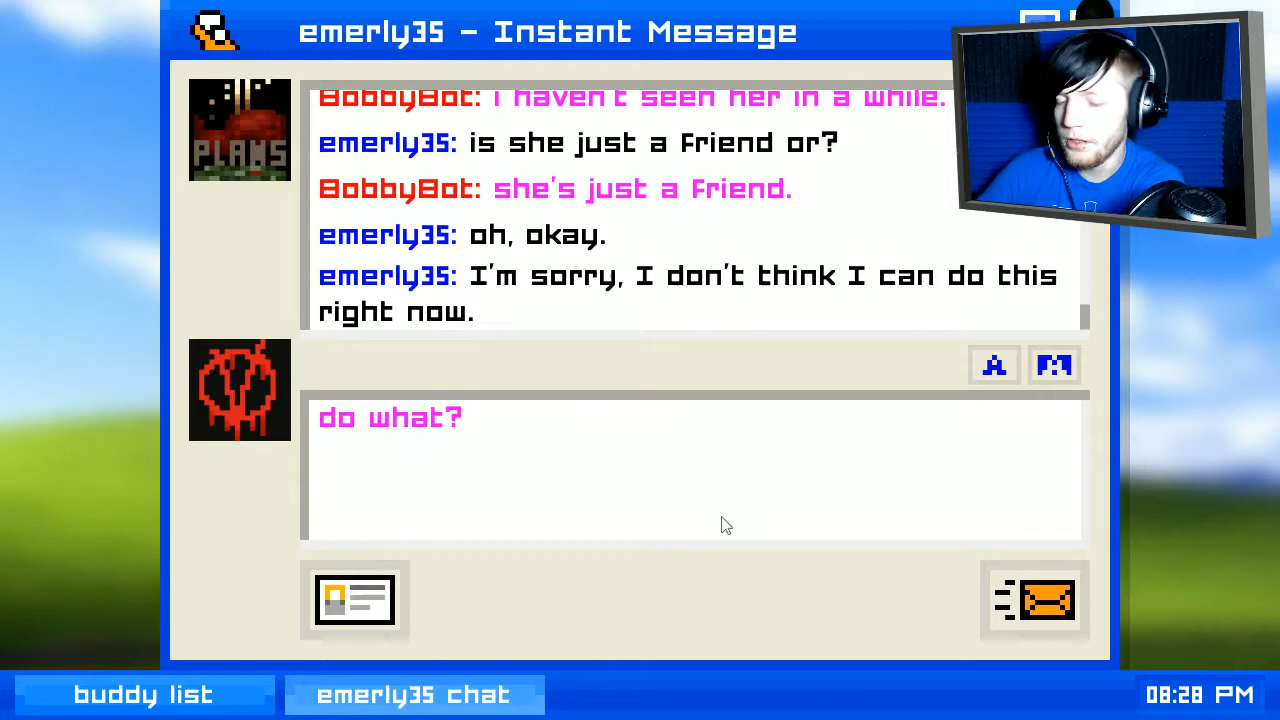 emerly35 - Instant Message
BobbyBot: i haven't seen her in a while.
emerly35: is she just a friend or?
BobbyBot: she's just a friend.
emerly35: oh, okay.
emerly35: I'm sorry, I don't think I can do this
right now.
PLANS
A
do what?
buddy list
emerly35 chat
08:28 PM